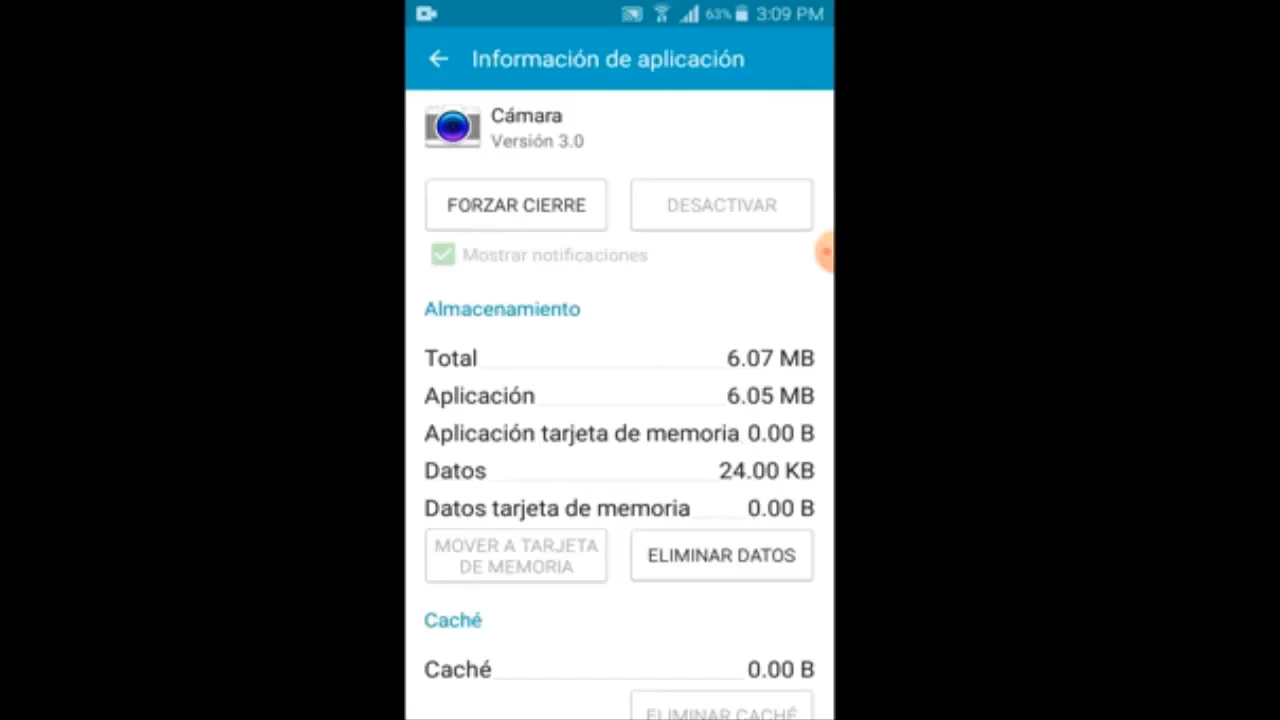 63% 3:09 PM
Información de aplicación
Cámara
Versión 3.0
FORZAR CIERRE DESACTIVAR
Mostrar notificaciones
Almacenamiento
Total 6.07 MB
Aplicación 6.05 MB
Aplicación tarjeta de memoria 0.00 B
Datos 24.00 KB
Datos tarjeta de memoria 0.00 B
MOVER A TARJETA
DE MEMORIA
ELIMINAR DATOS
Caché
Caché 0.00 B
ELIMINAR CACHÉ